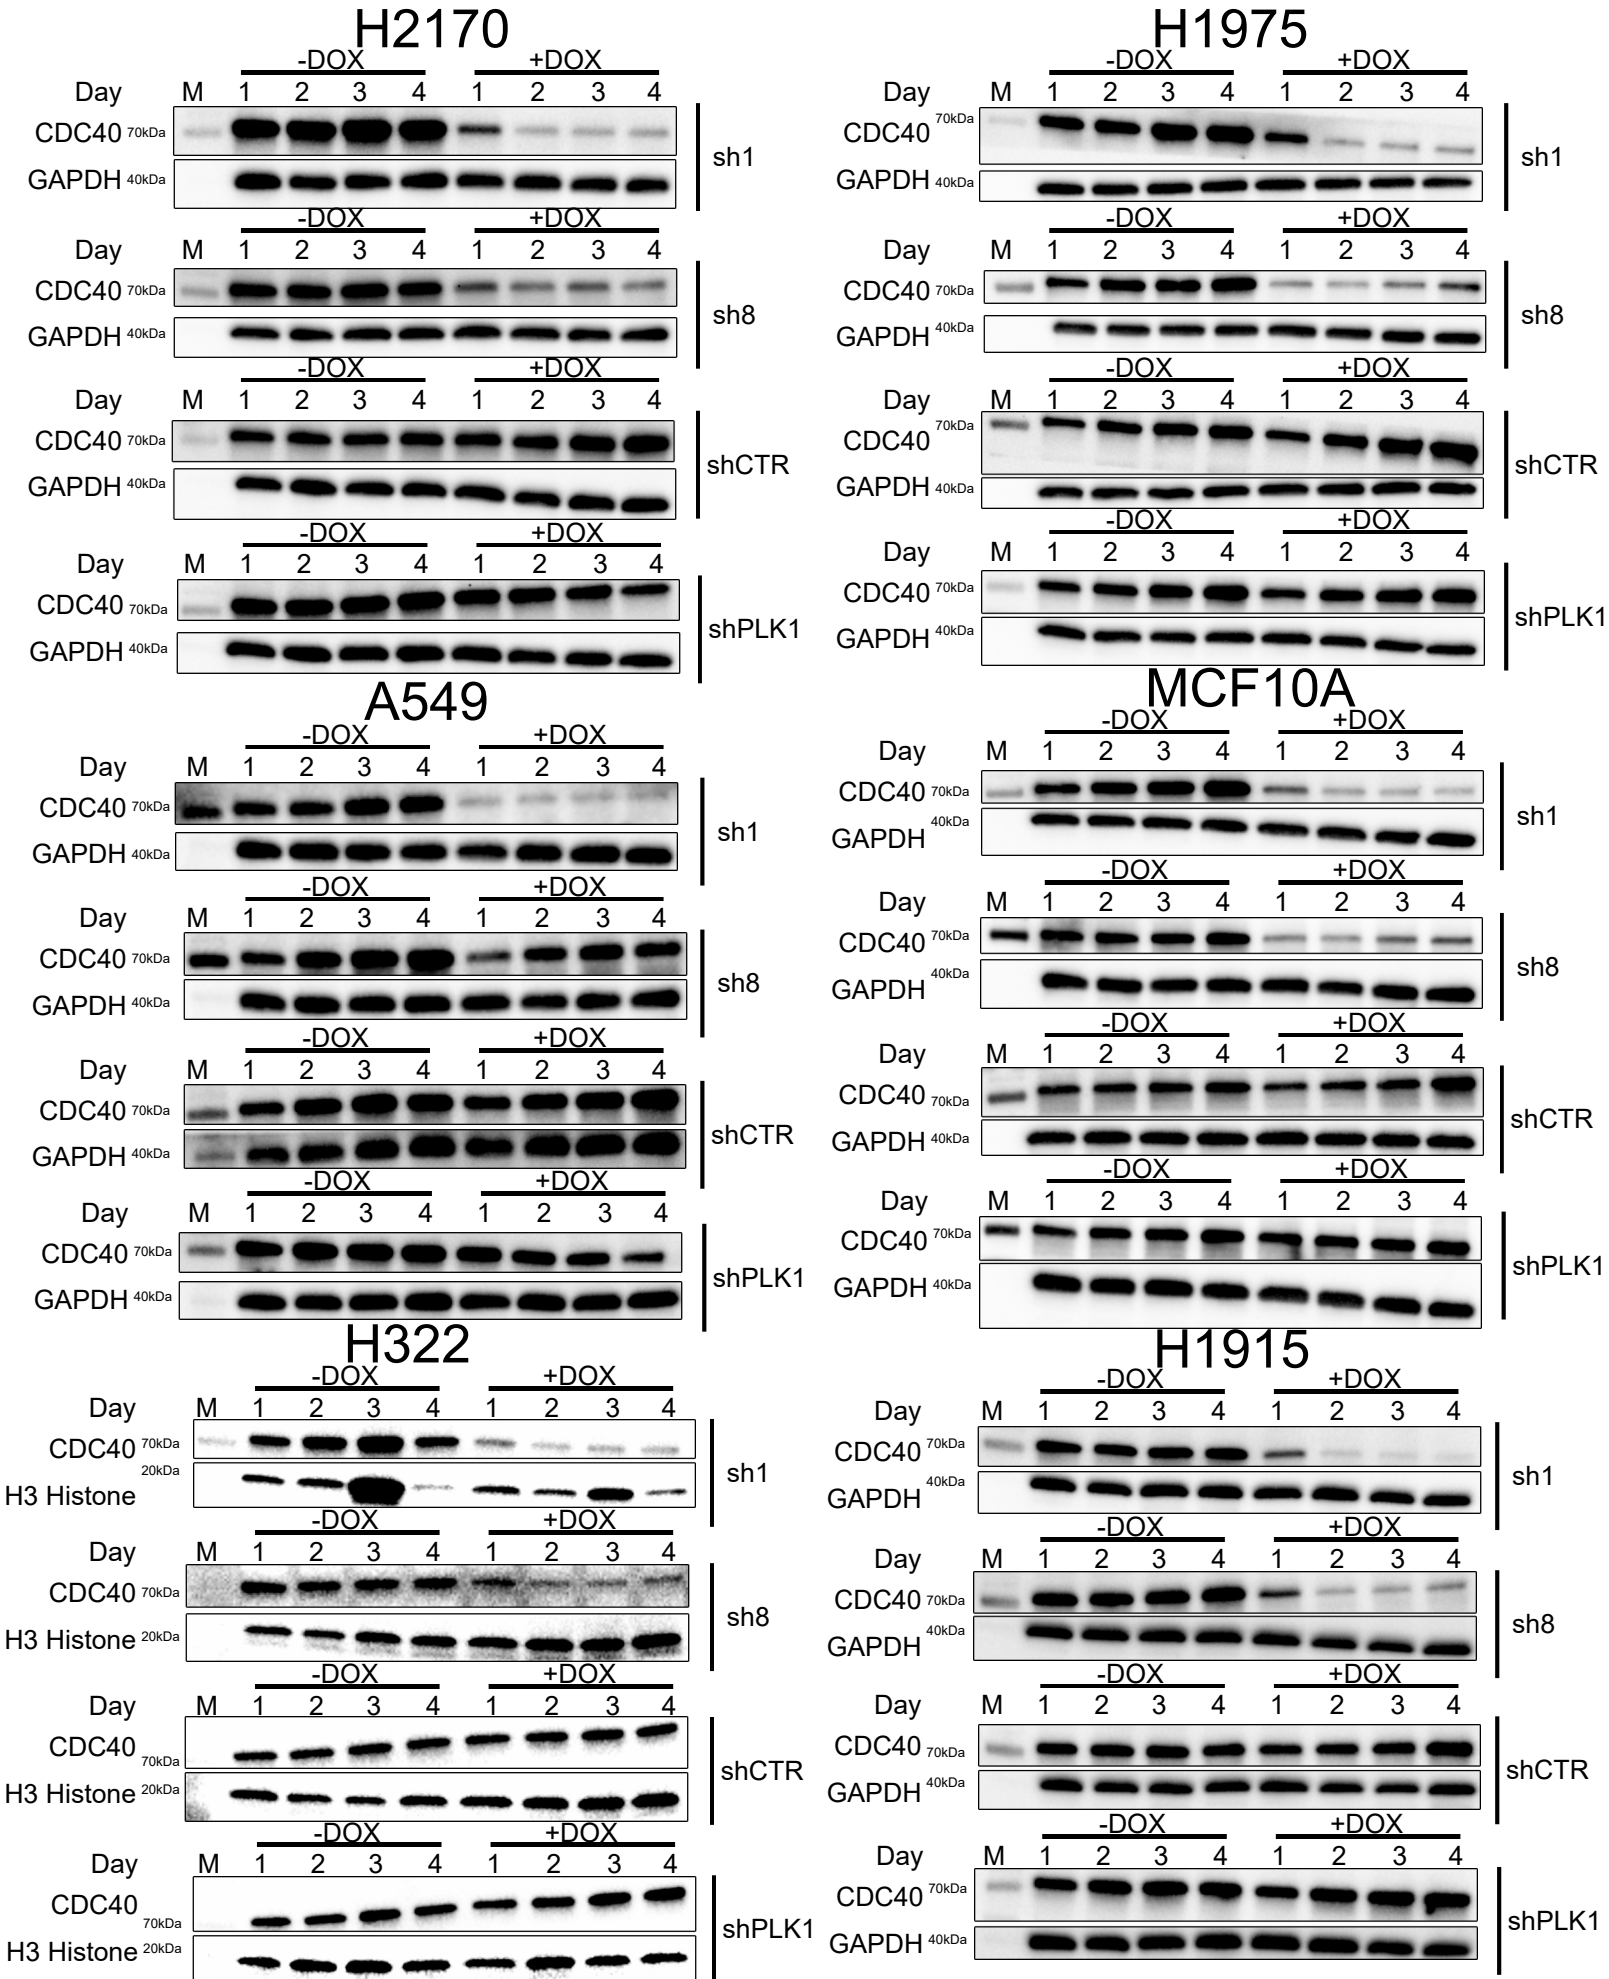 H2170
-DOX +DOX
Day M 1 2 3 4 1 2 3 4
CDC40 70kDa
GAPDH 40kDa
sh1
-DOX +DOX
Day M 1 2 3 4 1 2 3 4
CDC40 70kDa
GAPDH 40kDa
sh8
-DOX +DOX
Day M 1 2 3 4 1 2 3 4
CDC40 70kDa
GAPDH 40kDa
shCTR
-DOX +DOX
Day M 1 2 3 4 1 2 3 4
CDC40 70kDa
GAPDH 40kDa
shPLK1
H1975
-DOX +DOX
Day M 1 2 3 4 1 2 3 4
CDC40 70kDa
GAPDH 40kDa
sh1
-DOX +DOX
Day M 1 2 3 4 1 2 3 4
CDC40 70kDa
GAPDH 40kDa
sh8
-DOX +DOX
Day M 1 2 3 4 1 2 3 4
CDC40 70kDa
GAPDH 40kDa
shCTR
-DOX +DOX
Day M 1 2 3 4 1 2 3 4
CDC40 70kDa
GAPDH 40kDa
shPLK1
A549
-DOX +DOX
Day M 1 2 3 4 1 2 3 4
CDC40 70kDa
GAPDH 40kDa
sh1
-DOX +DOX
Day M 1 2 3 4 1 2 3 4
CDC40 70kDa
GAPDH 40kDa
sh8
-DOX +DOX
Day M 1 2 3 4 1 2 3 4
CDC40 70kDa
GAPDH 40kDa
shCTR
-DOX +DOX
Day M 1 2 3 4 1 2 3 4
CDC40 70kDa
GAPDH 40kDa
shPLK1
MCF10A
-DOX +DOX
Day M 1 2 3 4 1 2 3 4
CDC40 70kDa
GAPDH 40kDa
sh1
-DOX +DOX
Day M 1 2 3 4 1 2 3 4
CDC40 70kDa
GAPDH 40kDa
sh8
-DOX +DOX
Day M 1 2 3 4 1 2 3 4
CDC40 70kDa
GAPDH 40kDa
shCTR
-DOX +DOX
Day M 1 2 3 4 1 2 3 4
CDC40 70kDa
GAPDH 40kDa
shPLK1
H322
-DOX +DOX
Day M 1 2 3 4 1 2 3 4
CDC40 70kDa
H3 Histone 20kDa
sh1
-DOX +DOX
Day M 1 2 3 4 1 2 3 4
CDC40 70kDa
H3 Histone 20kDa
sh8
-DOX +DOX
Day M 1 2 3 4 1 2 3 4
CDC40 70kDa
H3 Histone 20kDa
shCTR
-DOX +DOX
Day M 1 2 3 4 1 2 3 4
CDC40 70kDa
H3 Histone 20kDa
shPLK1
H1915
-DOX +DOX
Day M 1 2 3 4 1 2 3 4
CDC40 70kDa
GAPDH 40kDa
sh1
-DOX +DOX
Day M 1 2 3 4 1 2 3 4
CDC40 70kDa
GAPDH 40kDa
sh8
-DOX +DOX
Day M 1 2 3 4 1 2 3 4
CDC40 70kDa
GAPDH 40kDa
shCTR
-DOX +DOX
Day M 1 2 3 4 1 2 3 4
CDC40 70kDa
GAPDH 40kDa
shPLK1